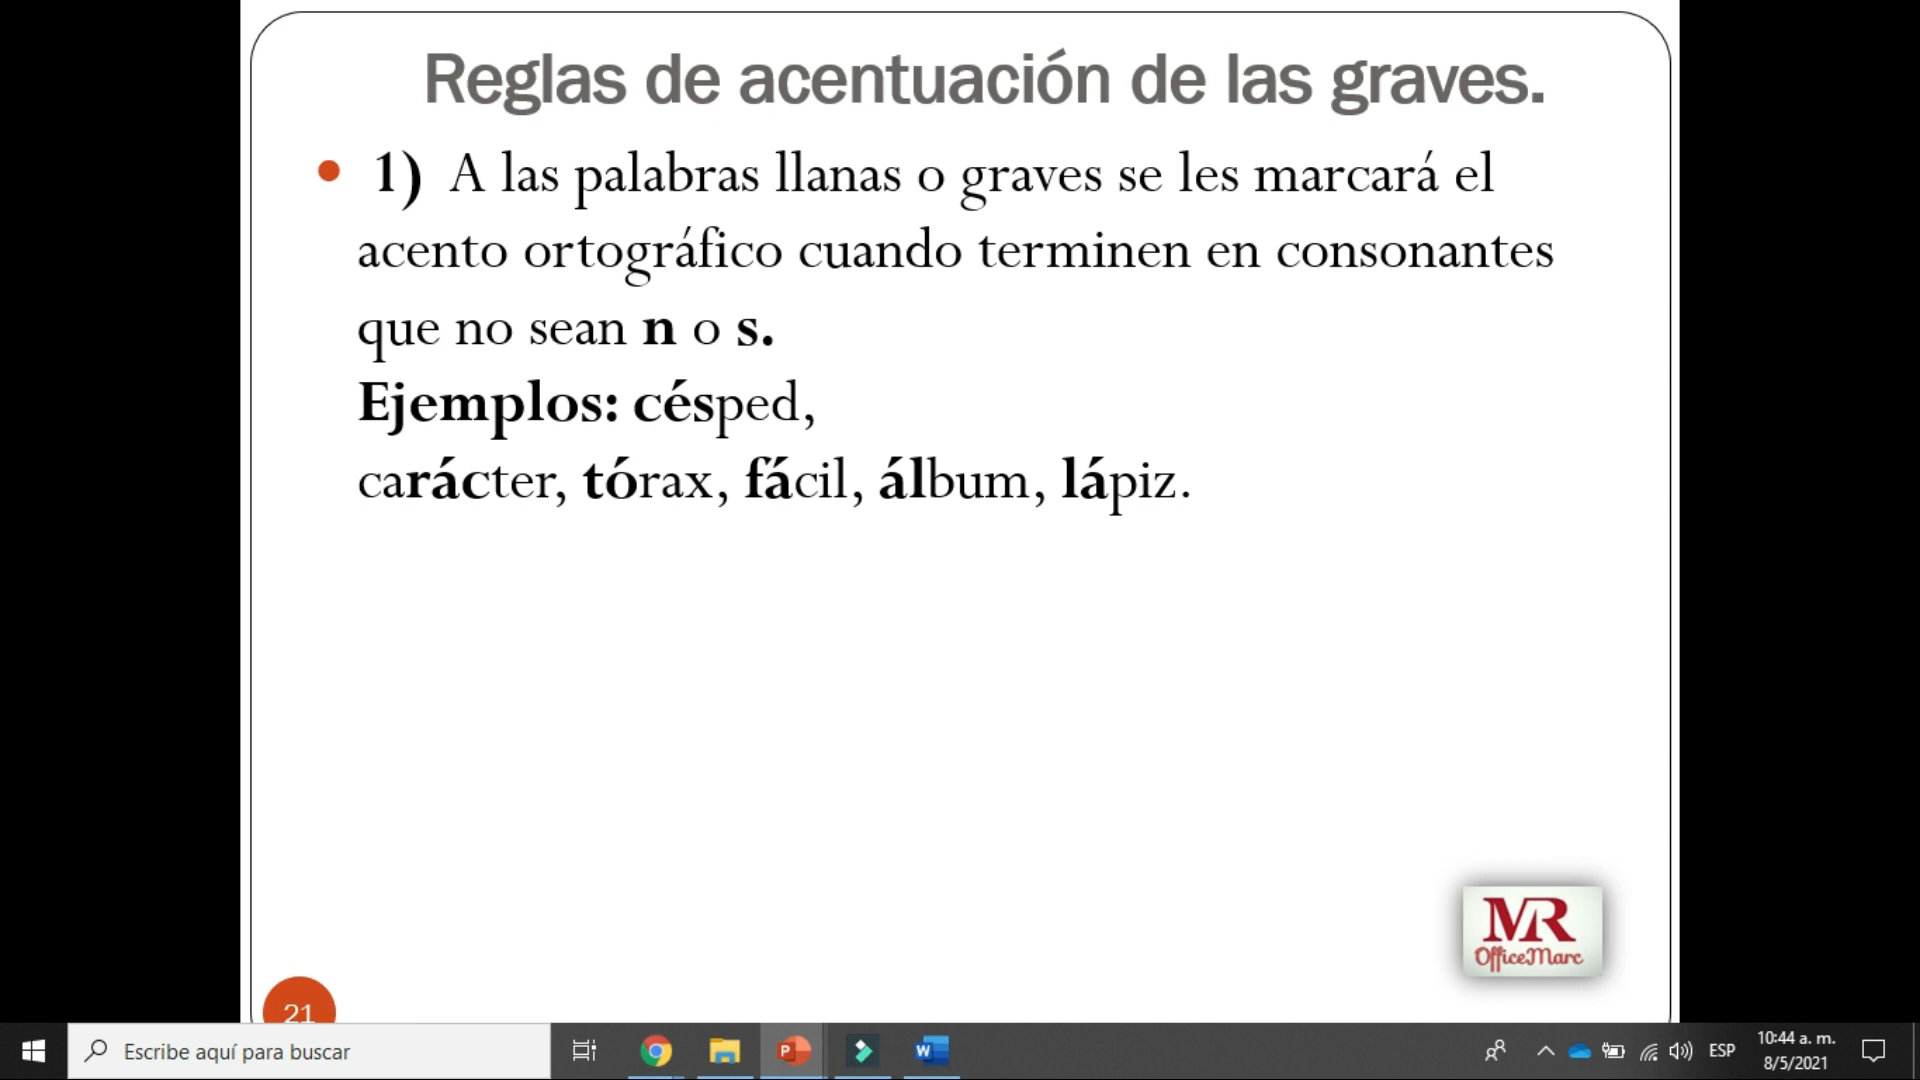 Reglas de acentuación de las graves.
1) A las palabras llanas o graves se les marcará el
acento ortográfico cuando terminen en consonantes
que no sean n o s.
Ejemplos: césped,
carácter, tórax, fácil, álbum, lápiz.
MR
OfficeMarc
21
Escribe aquí para buscar
ESP
10:44 a. m.
8/5/2021